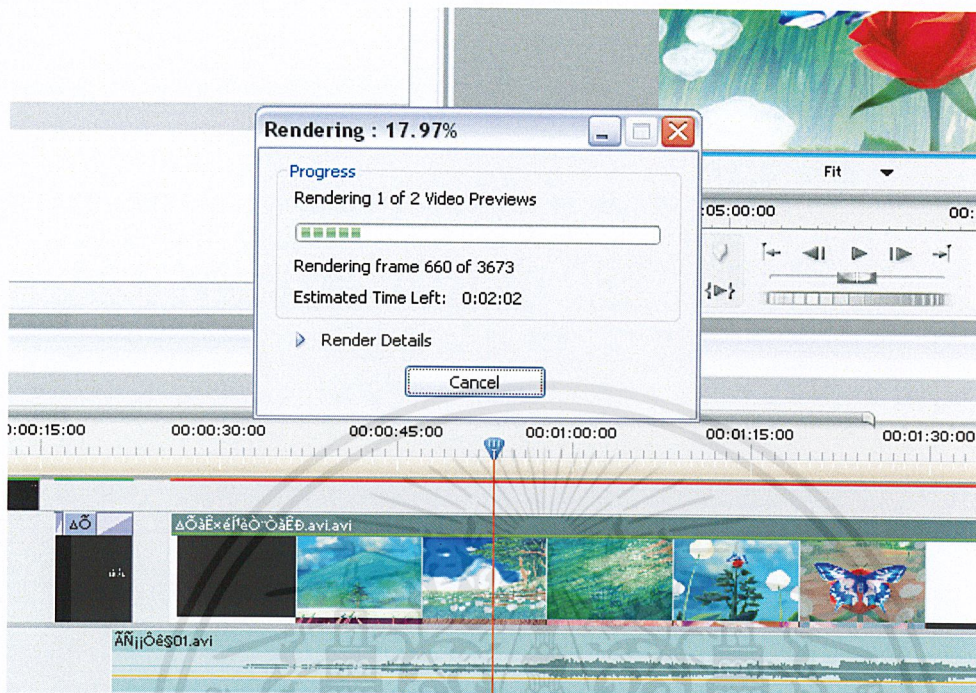 Rendering : 17.97%
Progress
Rendering 1 of 2 Video Previews
Rendering frame 660 of 3673
Estimated Time Left: 0:02:02
Render Details
Cancel
Fit
:05:00:00 00:
0:00:15:00 00:00:30:00 00:00:45:00 00:01:00:00 00:01:15:00 00:01:30:00